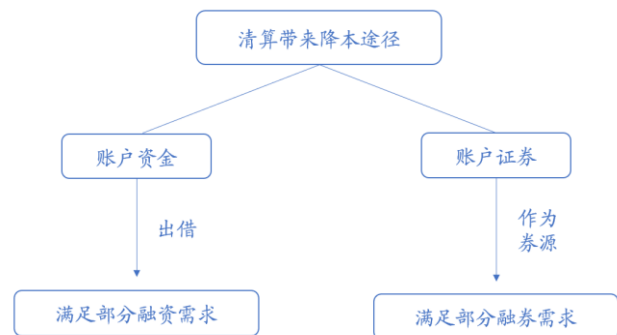 清算带来降本途径
账户资金
账户证券
出借
作为
券源
满足部分融资需求
满足部分融券需求